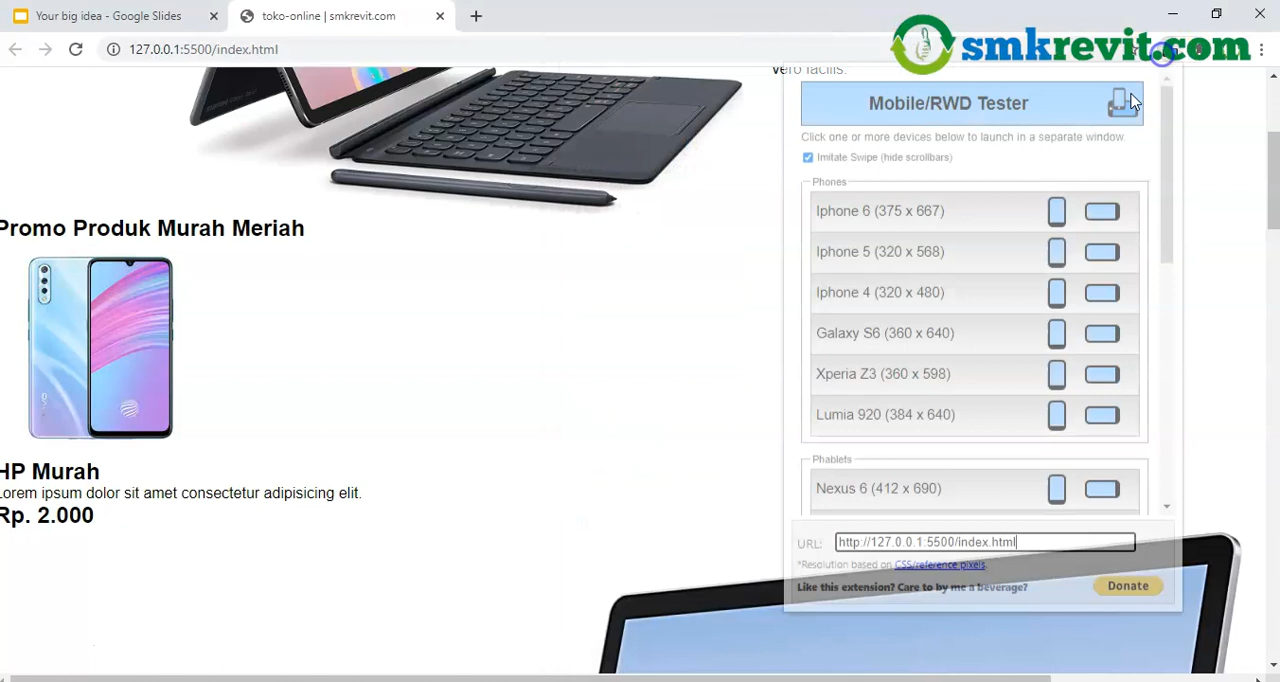 Your big idea - Google Slides
toko-online | smkrevit.com
127.0.0.1:5500/index.html
smkrevit.com
vero facilis.
Mobile/RWD Tester
Click one or more devices below to launch in a separate window.
Imitate Swipe (hide scrollbars)
Phones
Iphone 6 (375 x 667)
Iphone 5 (320 x 568)
Iphone 4 (320 x 480)
Galaxy S6 (360 x 640)
Xperia Z3 (360 x 598)
Lumia 920 (384 x 640)
Phablets
Nexus 6 (412 x 690)
URL: http://127.0.0.1:5500/index.html
*Resolution based on CSS/reference pixels.
Like this extension? Care to by me a beverage?
Donate
Promo Produk Murah Meriah
HP Murah
Lorem ipsum dolor sit amet consectetur adipisicing elit.
Rp. 2.000